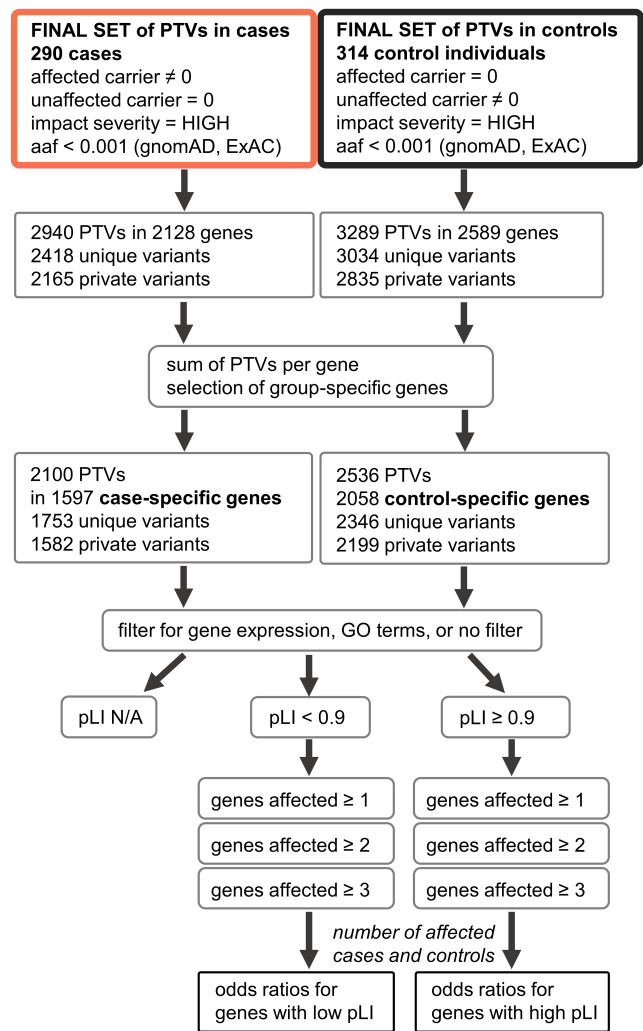 FINAL SET of PTVs in cases
290 cases
affected carrier ≠ 0
unaffected carrier = 0
impact severity = HIGH
aaf < 0.001 (gnomAD, ExAC)
FINAL SET of PTVs in controls
314 control individuals
affected carrier = 0
unaffected carrier ≠ 0
impact severity = HIGH
aaf < 0.001 (gnomAD, ExAC)
2940 PTVs in 2128 genes
2418 unique variants
2165 private variants
3289 PTVs in 2589 genes
3034 unique variants
2835 private variants
sum of PTVs per gene
selection of group-specific genes
2100 PTVs
in 1597 case-specific genes
1753 unique variants
1582 private variants
2536 PTVs
2058 control-specific genes
2346 unique variants
2199 private variants
filter for gene expression, GO terms, or no filter
pLI N/A
pLI < 0.9
pLI ≥ 0.9
genes affected ≥ 1
genes affected ≥ 2
genes affected ≥ 3
genes affected ≥ 1
genes affected ≥ 2
genes affected ≥ 3
number of affected
cases and controls
odds ratios for
genes with low pLI
odds ratios for
genes with high pLI